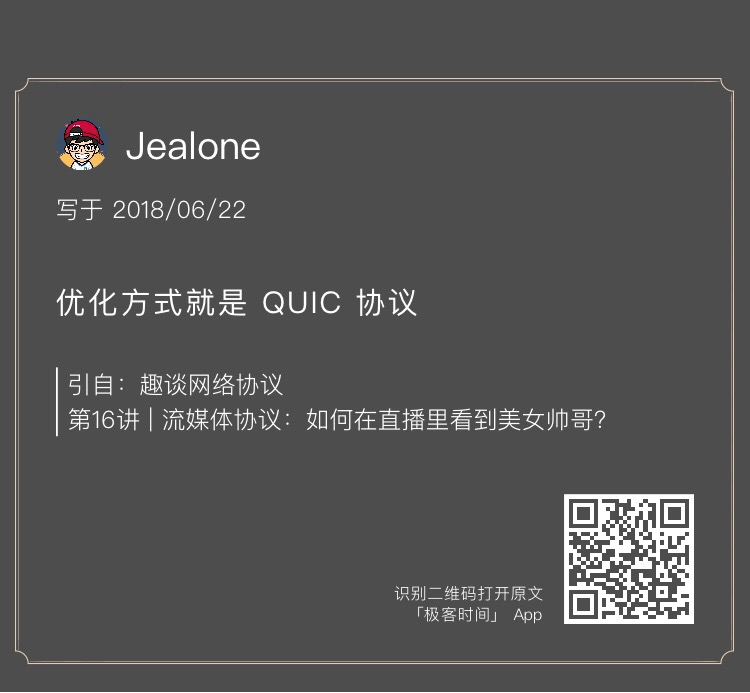 Jealone
写于 2018/06/22
优化方式就是 QUIC 协议
引自：趣谈网络协议
第16讲 | 流媒体协议：如何在直播里看到美女帅哥？
识别二维码打开原文
「极客时间」 App